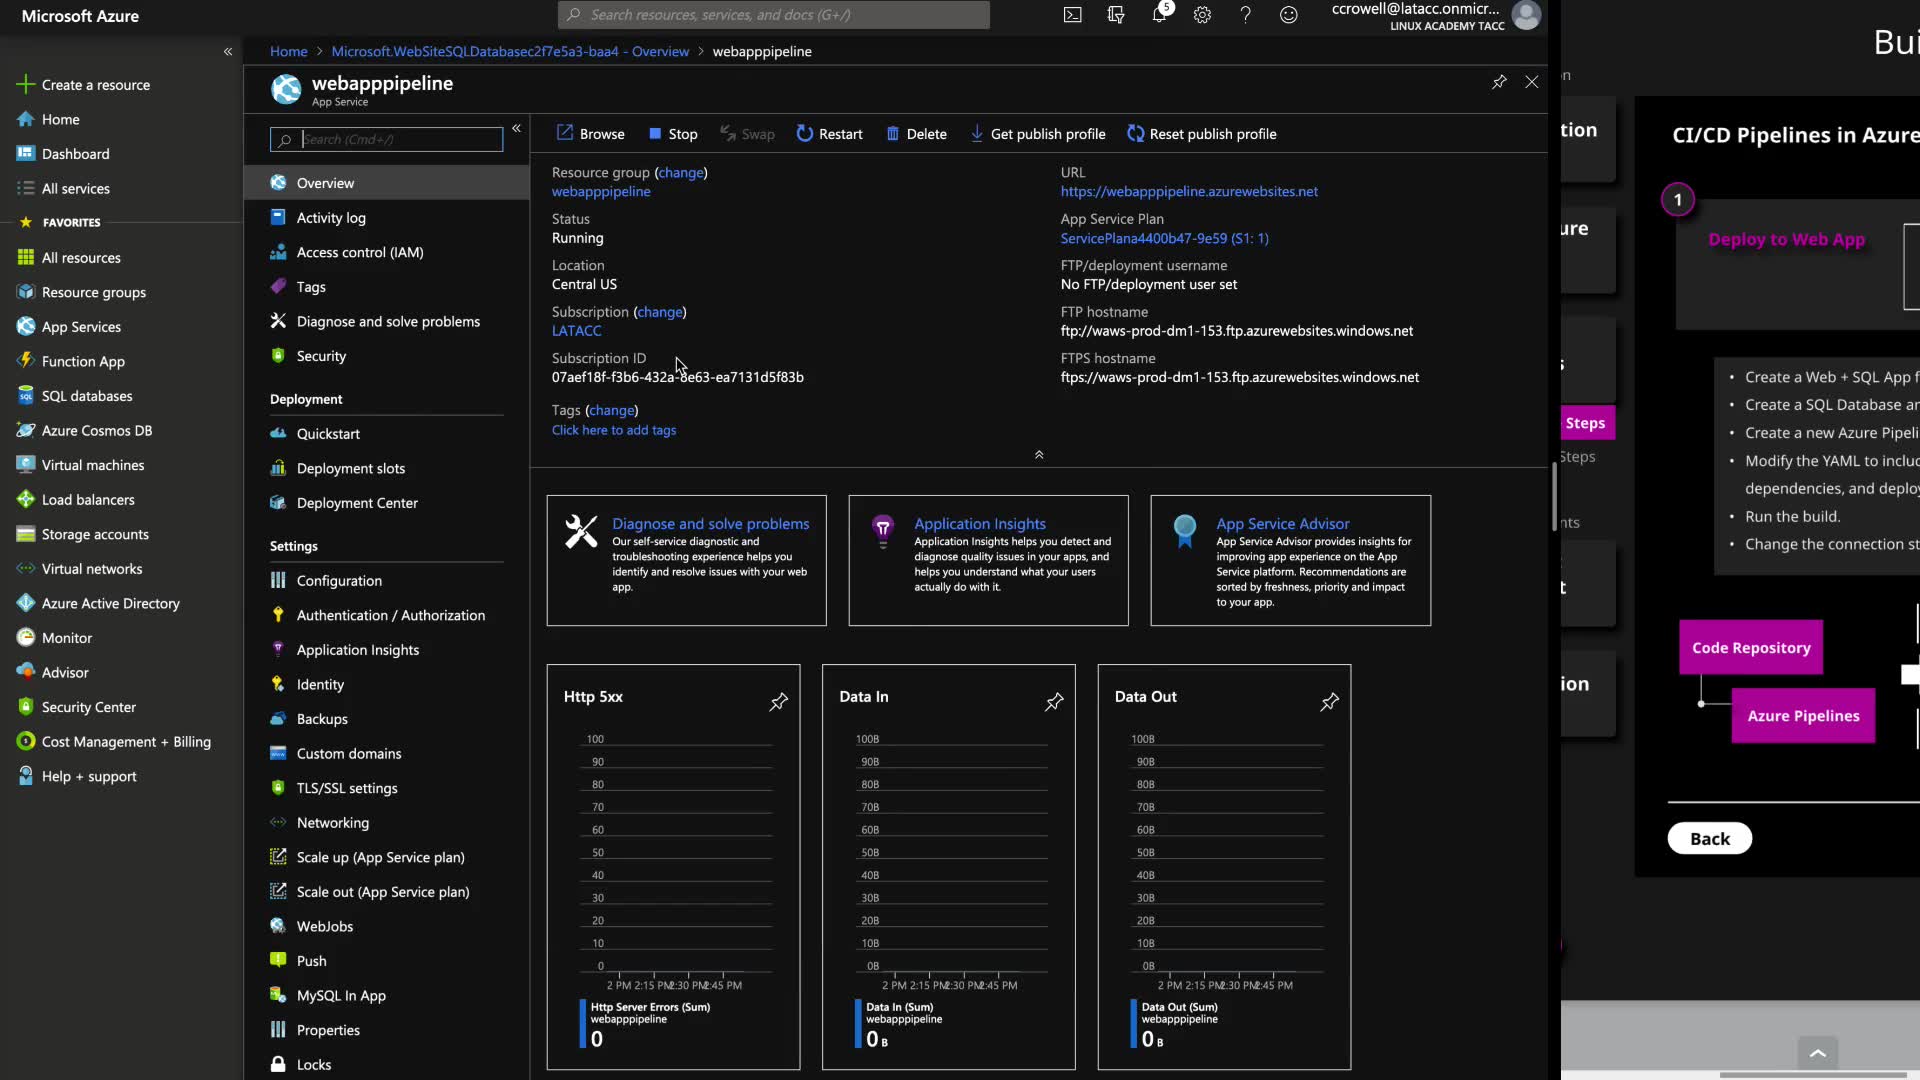 Microsoft Azure
Search resources, services, and docs (G+/)
5
ccrowell@latacc.onmicr...
LINUX ACADEMY TACC
Home > Microsoft.WebSiteSQLDatabasec2f7e5a3-baa4 - Overview > webapppipeline
Create a resource
Home
Dashboard
All services
FAVORITES
All resources
Resource groups
App Services
Function App
SQL databases
Azure Cosmos DB
Virtual machines
Load balancers
Storage accounts
Virtual networks
Azure Active Directory
Monitor
Advisor
Security Center
Cost Management + Billing
Help + support
webapppipeline
App Service
Search (Cmd+/)
Overview
Activity log
Access control (IAM)
Tags
Diagnose and solve problems
Security
Deployment
Quickstart
Deployment slots
Deployment Center
Settings
Configuration
Authentication / Authorization
Application Insights
Identity
Backups
Custom domains
TLS/SSL settings
Networking
Scale up (App Service plan)
Scale out (App Service plan)
WebJobs
Push
MySQL In App
Properties
Locks
Browse Stop Swap Restart Delete Get publish profile Reset publish profile
Resource group (change)
webapppipeline
Status
Running
Location
Central US
Subscription (change)
LATACC
Subscription ID
07aef18f-f3b6-432a-8e63-ea7131d5f83b
Tags (change)
Click here to add tags
URL
https://webapppipeline.azurewebsites.net
App Service Plan
ServicePlana4400b47-9e59 (S1: 1)
FTP/deployment username
No FTP/deployment user set
FTP hostname
ftp://waws-prod-dm1-153.ftp.azurewebsites.windows.net
FTPS hostname
ftps://waws-prod-dm1-153.ftp.azurewebsites.windows.net
Diagnose and solve problems
Our self-service diagnostic and
troubleshooting experience helps you
identify and resolve issues with your web
app.
Application Insights
Application Insights helps you detect and
diagnose quality issues in your apps, and
helps you understand what your users
actually do with it.
App Service Advisor
App Service Advisor provides insights for
improving app experience on the App
Service platform. Recommendations are
sorted by freshness, priority and impact
to your app.
Http 5xx
100
90
80
70
60
50
40
30
20
10
0
2 PM 2:15 PM 2:30 PM 2:45 PM
Http Server Errors (Sum)
webapppipeline
0
Data In
100B
90B
80B
70B
60B
50B
40B
30B
20B
10B
0B
2 PM 2:15 PM 2:30 PM 2:45 PM
Data In (Sum)
webapppipeline
0 B
Data Out
100B
90B
80B
70B
60B
50B
40B
30B
20B
10B
0B
2 PM 2:15 PM 2:30 PM 2:45 PM
Data Out (Sum)
webapppipeline
0 B
Bui
n
tion
ure
s
Steps
Steps
nts
t
ion
CI/CD Pipelines in Azure
1
Deploy to Web App
• Create a Web + SQL App f
• Create a SQL Database an
• Create a new Azure Pipeli
• Modify the YAML to includ
dependencies, and deploy
• Run the build.
• Change the connection st
Code Repository
Azure Pipelines
Back